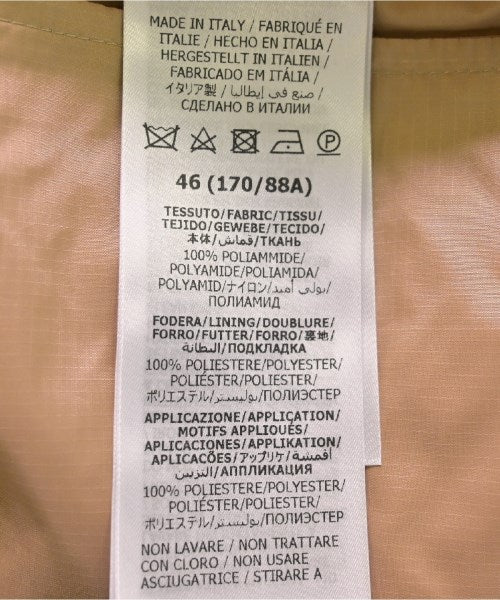 MADE IN ITALY / FABRIQUÉ EN
ITALIE / HECHO EN ITALIA /
HERGESTELLT IN ITALIEN /
FABRICADO EM ITÁLIA /
イタリア製 / صنع في إيطاليا /
СДЕЛАНО В ИТАЛИИ
P
46 (170/88A)
TESSUTO/FABRIC/TISSU/
TEJIDO/GEWEBE/TECIDO/
本体/قماش/ТКАНЬ
100% POLIAMMIDE/
POLYAMIDE/POLIAMIDA/
POLYAMID/ナイロン/بولي أميد/
ПОЛИАМИД
FODERA/LINING/DOUBLURE/
FORRO/FUTTER/FORRO/裏地/
البطانة/ПОДКЛАДКА
100% POLIESTERE/POLYESTER/
POLIÉSTER/POLIESTER/
ポリエステル/بوليستر/ПОЛИЭСТЕР
APPLICAZIONE/APPLICATION/
MOTIFS APPLIQUÉS/
APLICACIONES/APPLIKATION/
APLICAÇÕES/アップリケ/أقمشة
التزيين/АППЛИКАЦИЯ
100% POLIESTERE/POLYESTER/
POLIÉSTER/POLIESTER/
ポリエステル/بوليستر/ПОЛИЭСТЕР
NON LAVARE / NON TRATTARE
CON CLORO / NON USARE
ASCIUGATRICE / STIRARE A